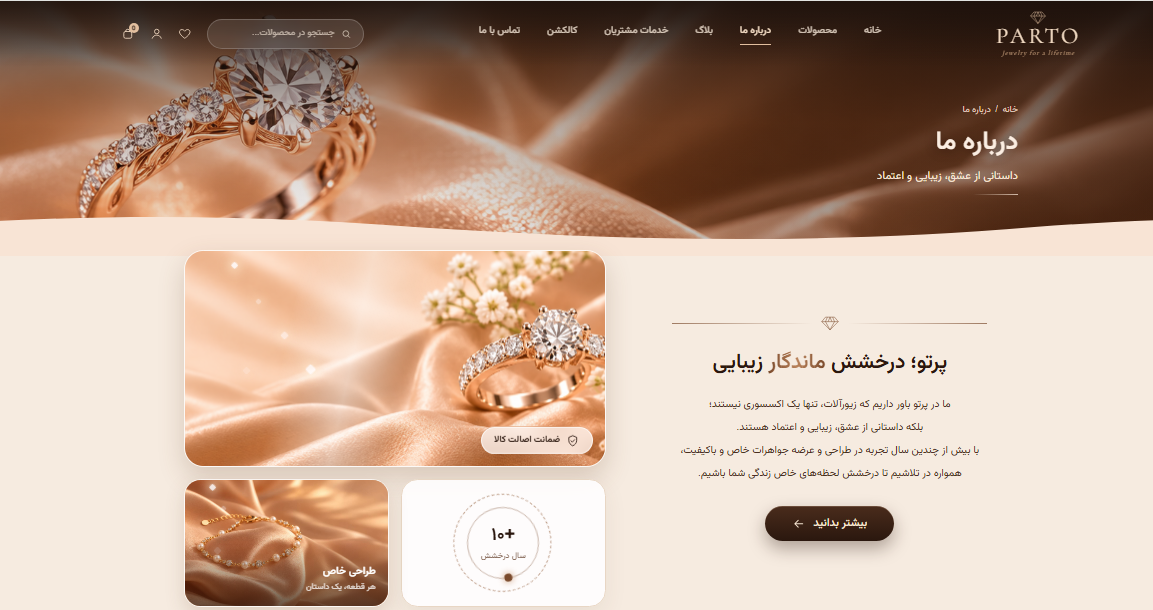 PARTO
Jewelry for a lifetime
خانه
محصولات
درباره ما
بلاگ
خدمات مشتریان
کالکشن
تماس با ما
جستجو در محصولات...
0
خانه / درباره ما
درباره ما
داستانی از عشق، زیبایی و اعتماد
پرتو؛ درخشش ماندگار زیبایی
ما در پرتو باور داریم که زیورآلات، تنها یک اکسسوری نیستند؛
بلکه داستانی از عشق، زیبایی و اعتماد هستند.
با بیش از چندین سال تجربه در طراحی و عرضه جواهرات خاص و باکیفیت،
همواره در تلاشیم تا درخشش لحظه‌های خاص زندگی شما باشیم.
بیشتر بدانید
ضمانت اصالت کالا
+۱۰
سال درخشش
طراحی خاص
هر قطعه، یک داستان